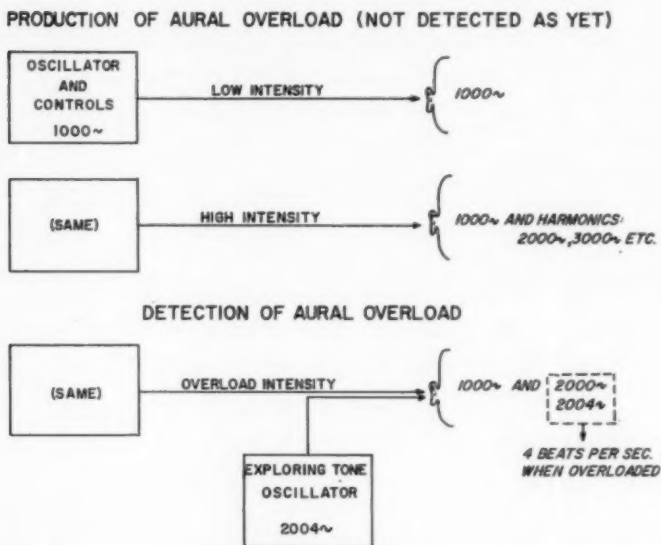 PRODUCTION OF AURAL OVERLOAD (NOT DETECTED AS YET)
OSCILLATOR
AND
CONTROLS
1000~
LOW INTENSITY
1000~
(SAME)
HIGH INTENSITY
1000~ AND HARMONICS:
2000~, 3000~ ETC.
DETECTION OF AURAL OVERLOAD
(SAME)
OVERLOAD INTENSITY
1000~ AND
2000~
2004~
4 BEATS PER SEC.
WHEN OVERLOADED
EXPLORING TONE
OSCILLATOR
2004~